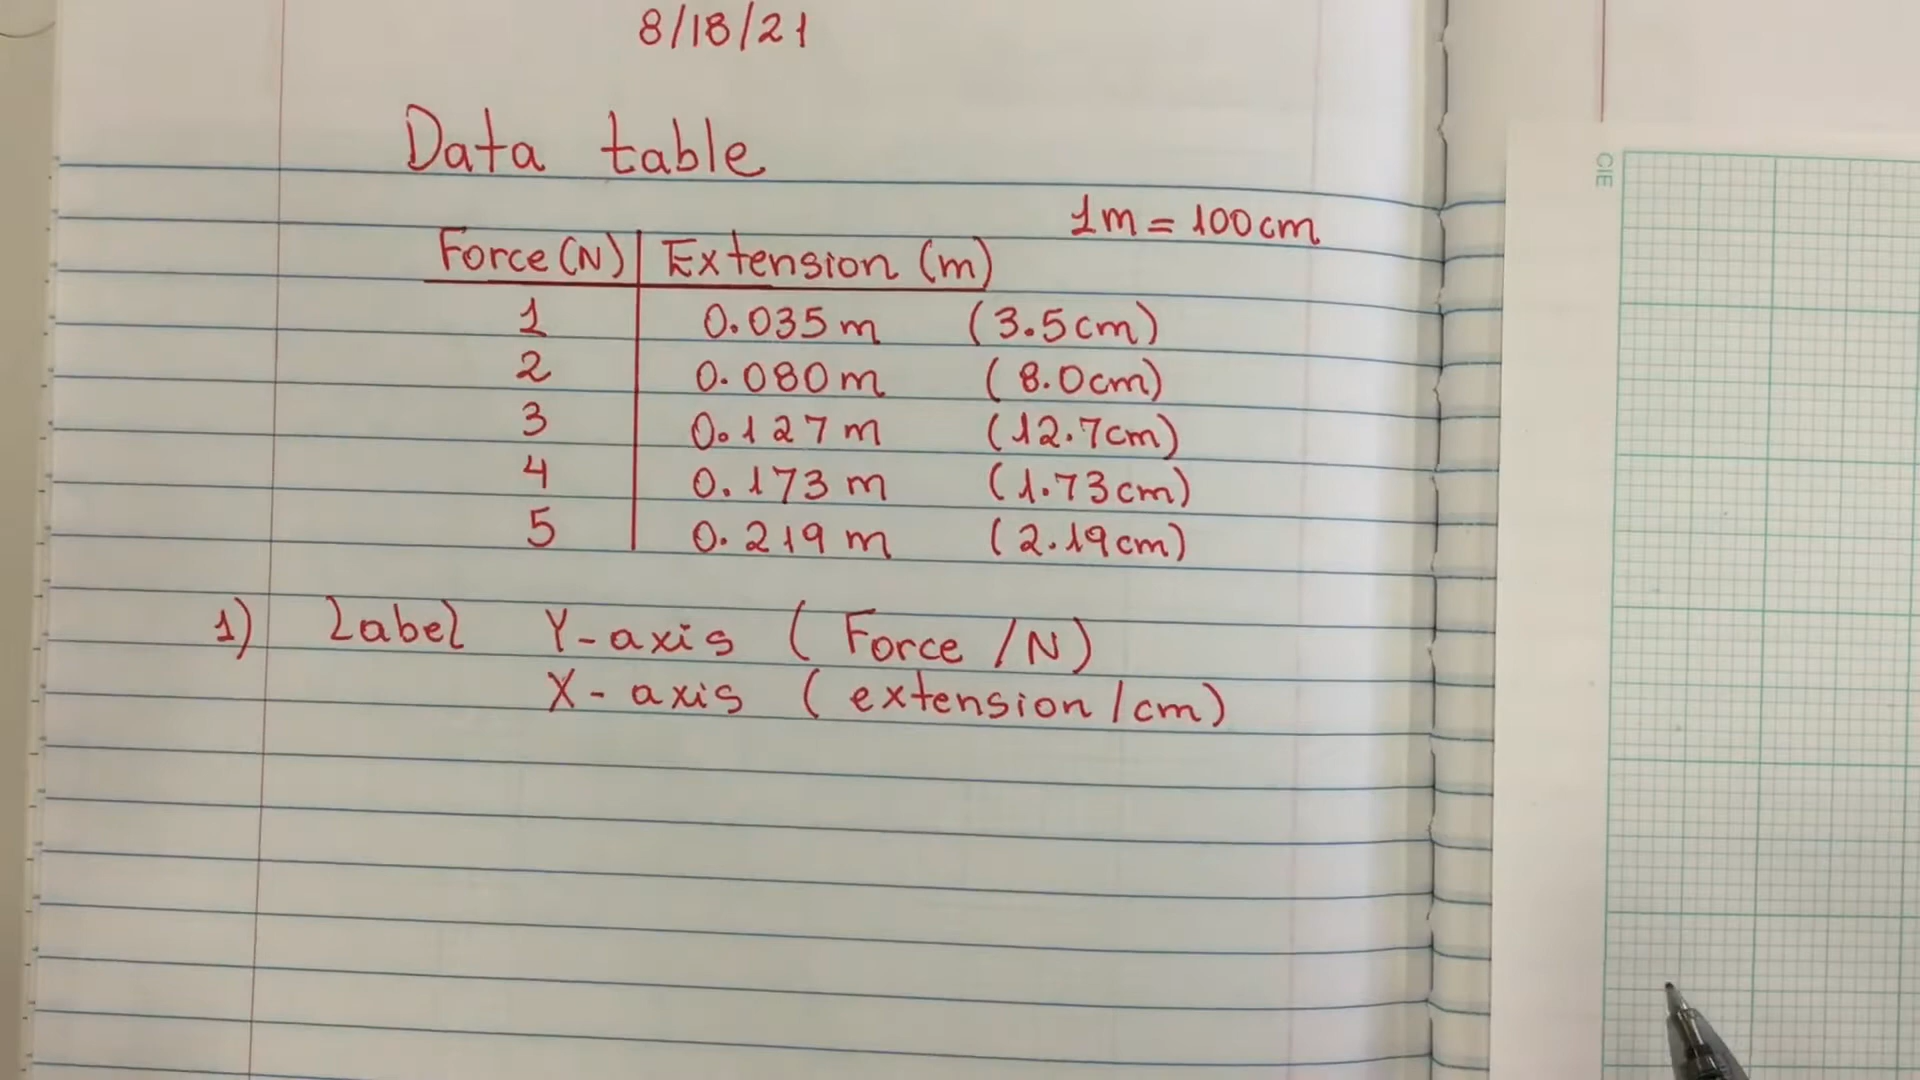 8/18/21
Data table
1m = 100cm
Force (N) Extension (m)
1 0.035 m (3.5cm)
2 0.080 m (8.0cm)
3 0.127 m (12.7cm)
4 0.173 m (1.73cm)
5 0.219 m (2.19cm)
1) Label Y-axis ( Force /N)
X-axis ( extension /cm)
CIE